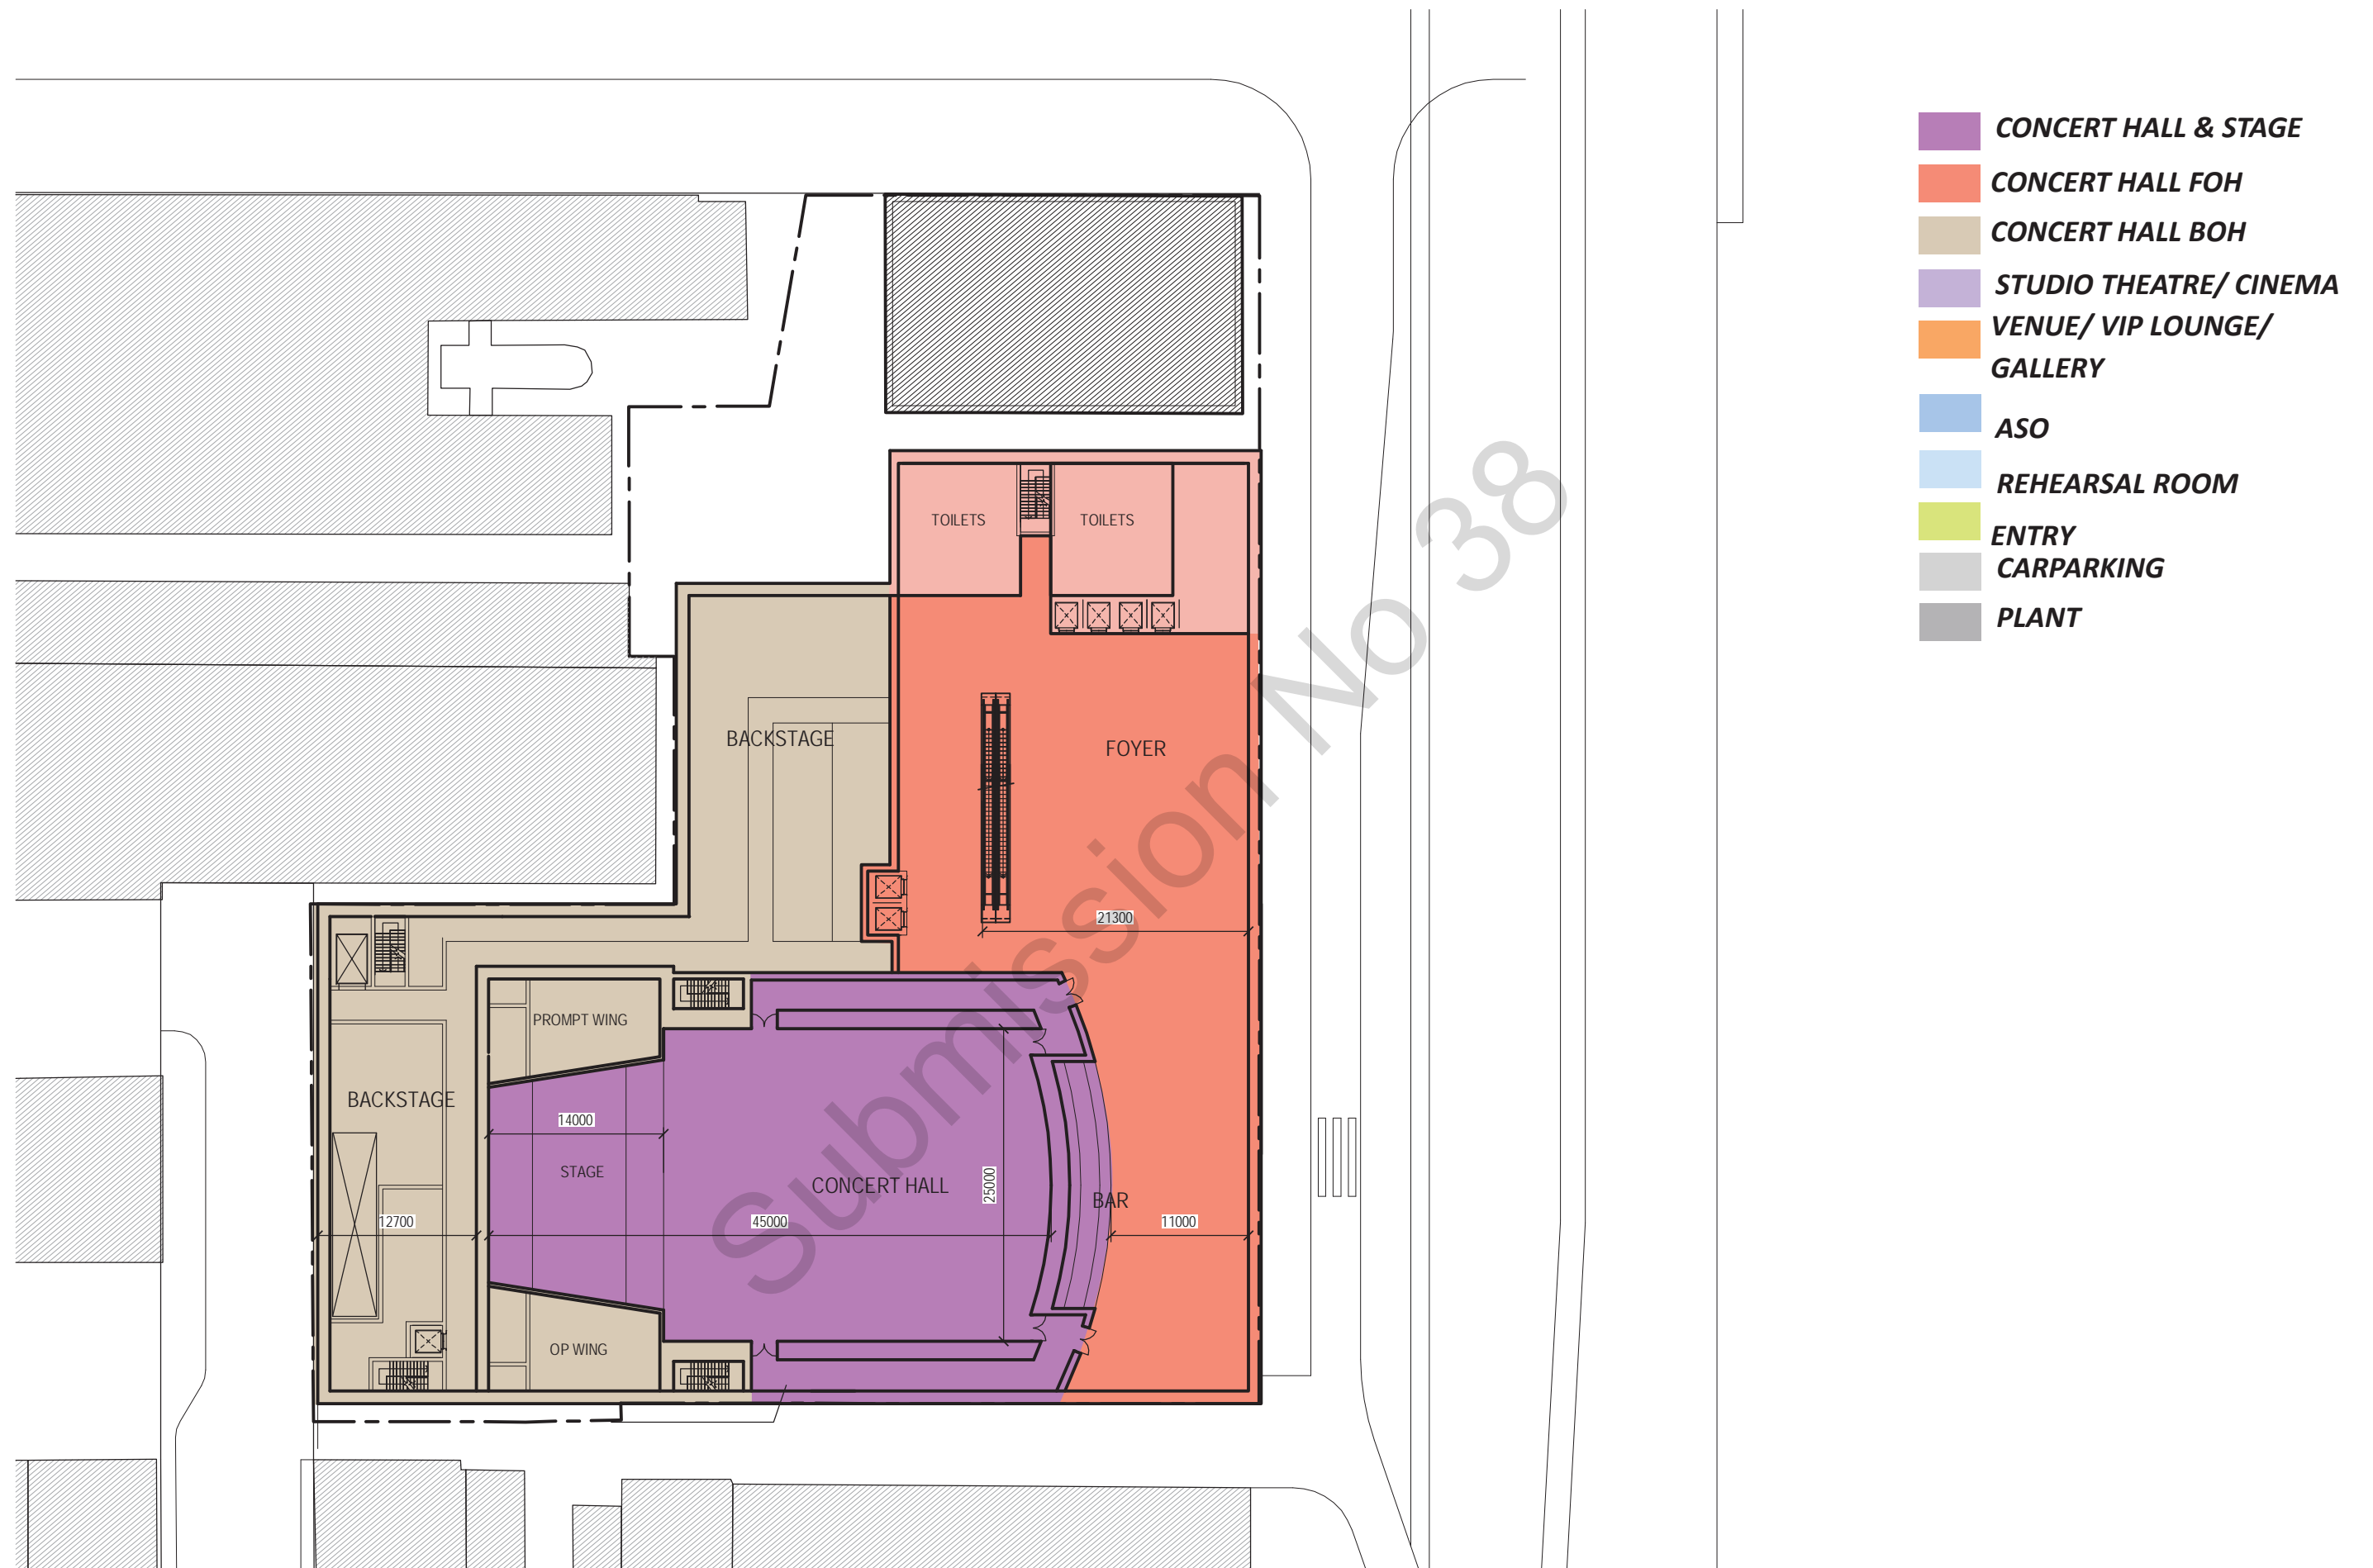 CONCERT HALL & STAGE
CONCERT HALL FOH
CONCERT HALL BOH
STUDIO THEATRE/ CINEMA
VENUE/ VIP LOUNGE/
GALLERY
ASO
REHEARSAL ROOM
ENTRY
CARPARKING
PLANT
TOILETS
TOILETS
BACKSTAGE
FOYER
21300
PROMPT WING
BACKSTAGE
14000
STAGE
CONCERT HALL
25000
BAR
12700
45000
11000
OP WING
Submission No 38